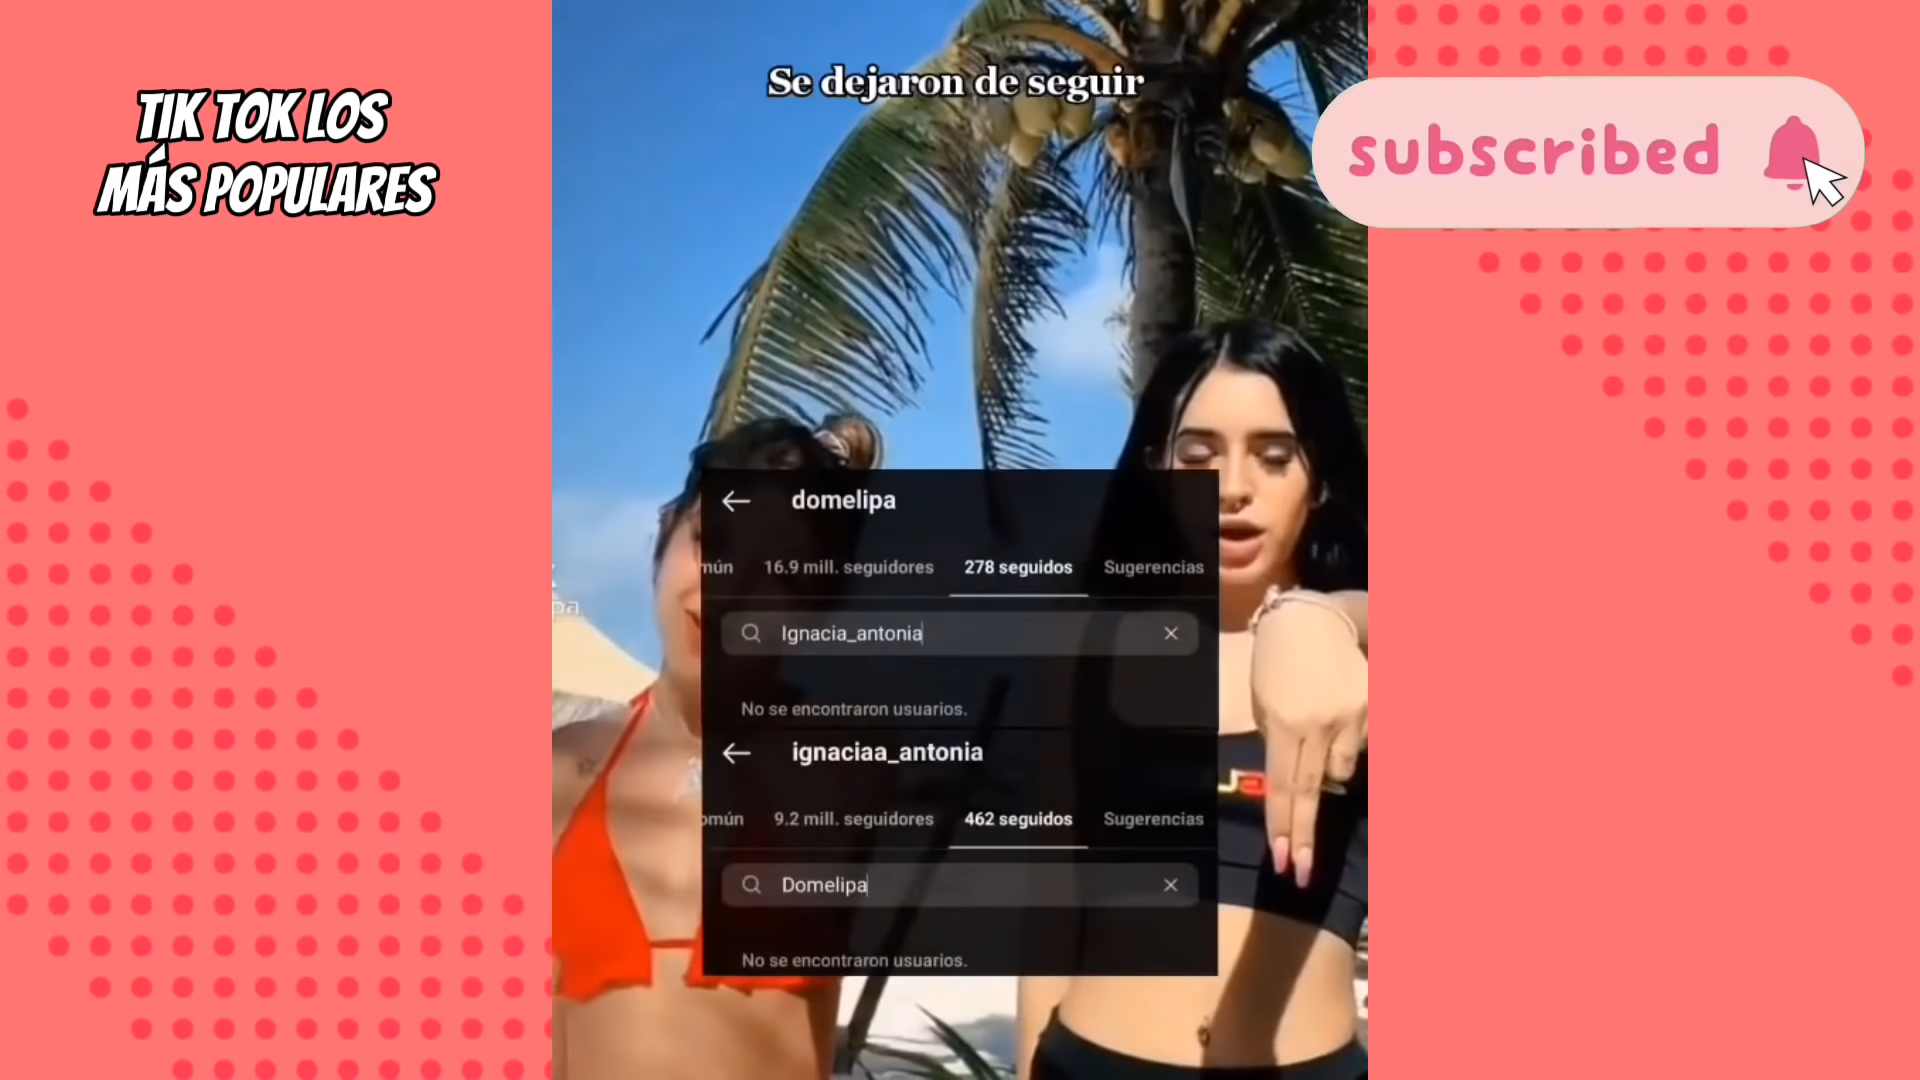 TIK TOK LOS
MÁS POPULARES
Se dejaron de seguir
subscribed
domelipa
mún 16.9 mill. seguidores 278 seguidos Sugerencias
Ignacia_antonia
No se encontraron usuarios.
ignaciaa_antonia
omún 9.2 mill. seguidores 462 seguidos Sugerencias
Domelipa
No se encontraron usuarios.